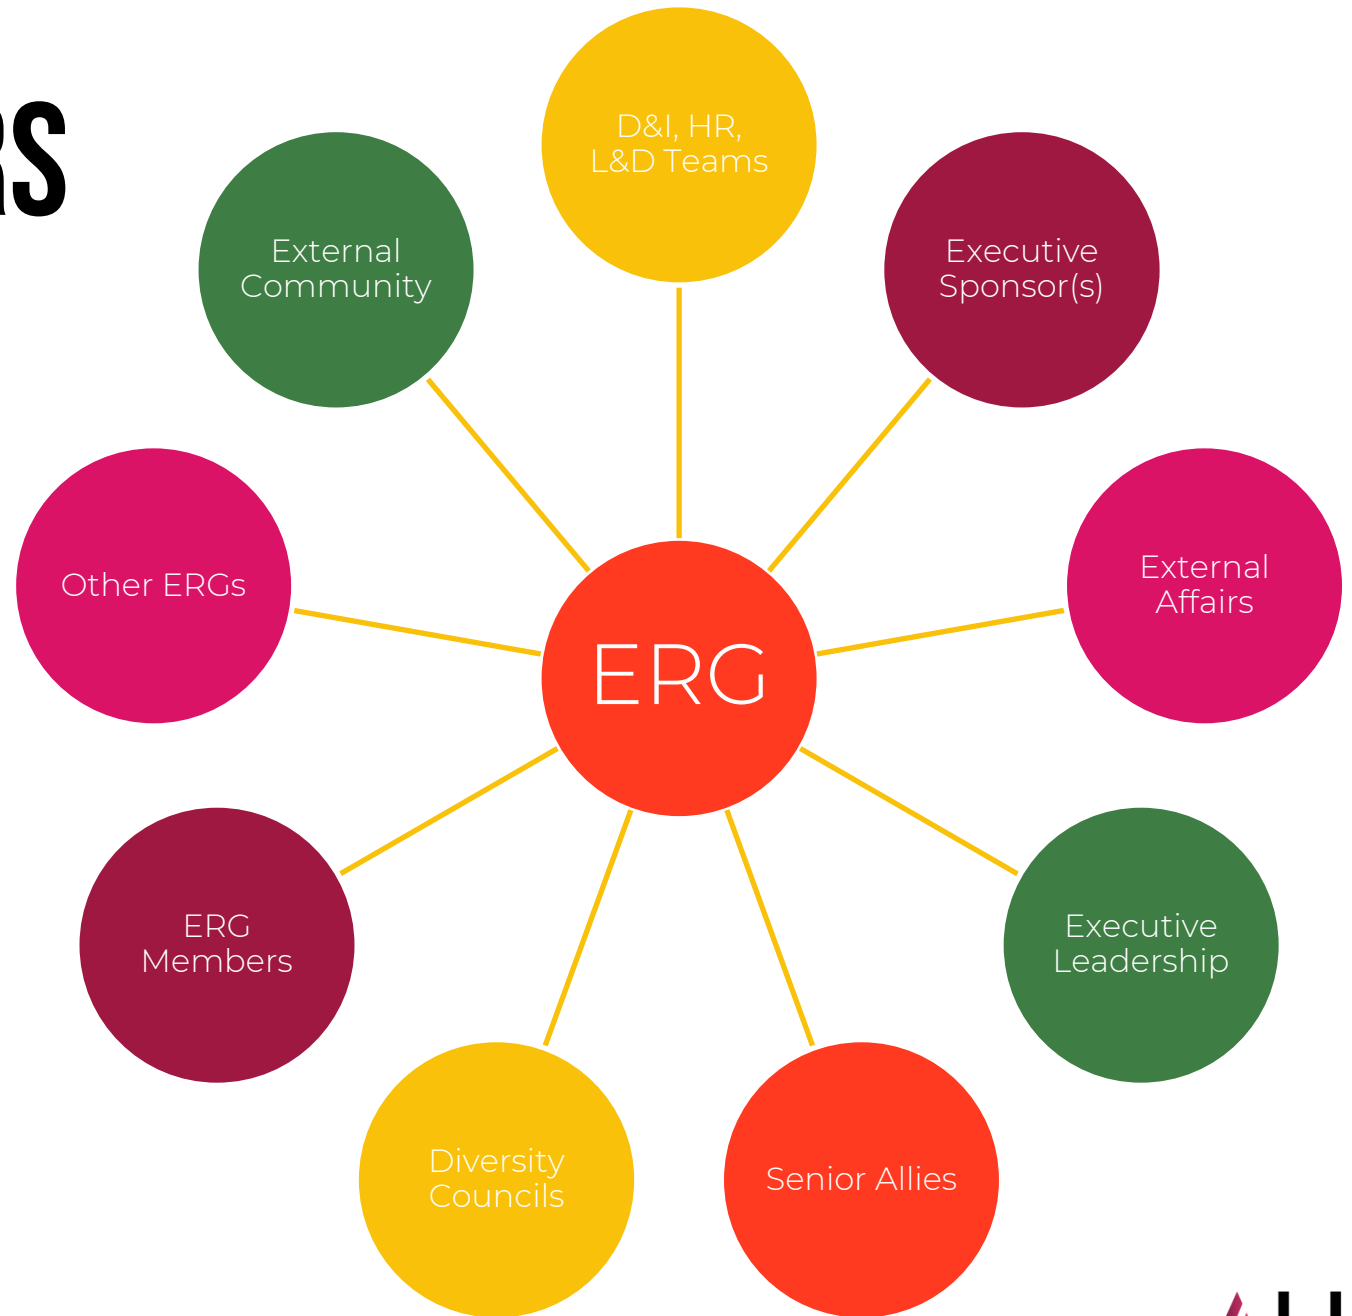 RS
D&I, HR,
L&D Teams
External
Community
Executive
Sponsor(s)
Other ERGs
External
Affairs
ERG
ERG
Members
Executive
Leadership
Diversity
Councils
Senior Allies